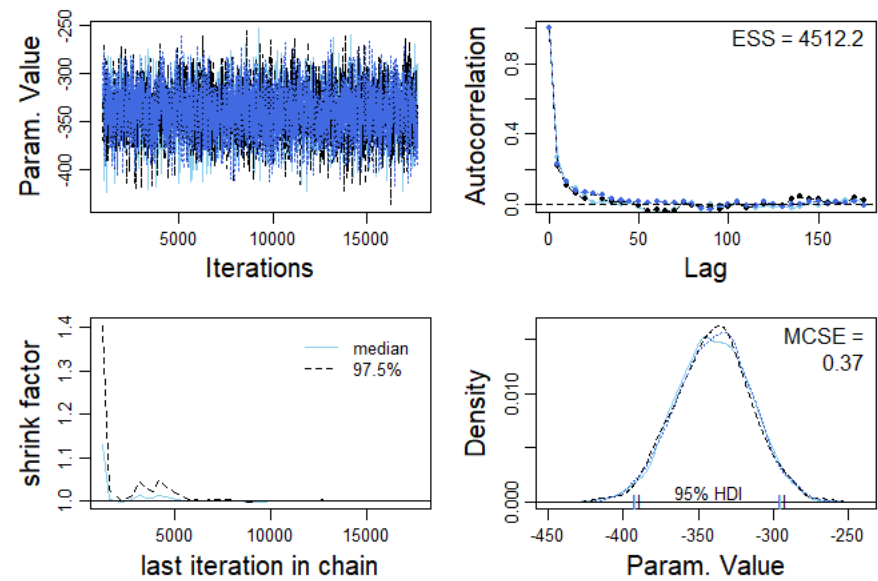 Param. Value
-400 -350 -300 -250
5000 10000 15000
Iterations
Autocorrelation
0.0 0.4 0.8
ESS = 4512.2
0 50 100 150
Lag
shrink factor
1.0 1.1 1.2 1.3 1.4
median
97.5%
5000 10000 15000
last iteration in chain
Density
0.000 0.010
MCSE =
0.37
95% HDI
-450 -400 -350 -300 -250
Param. Value